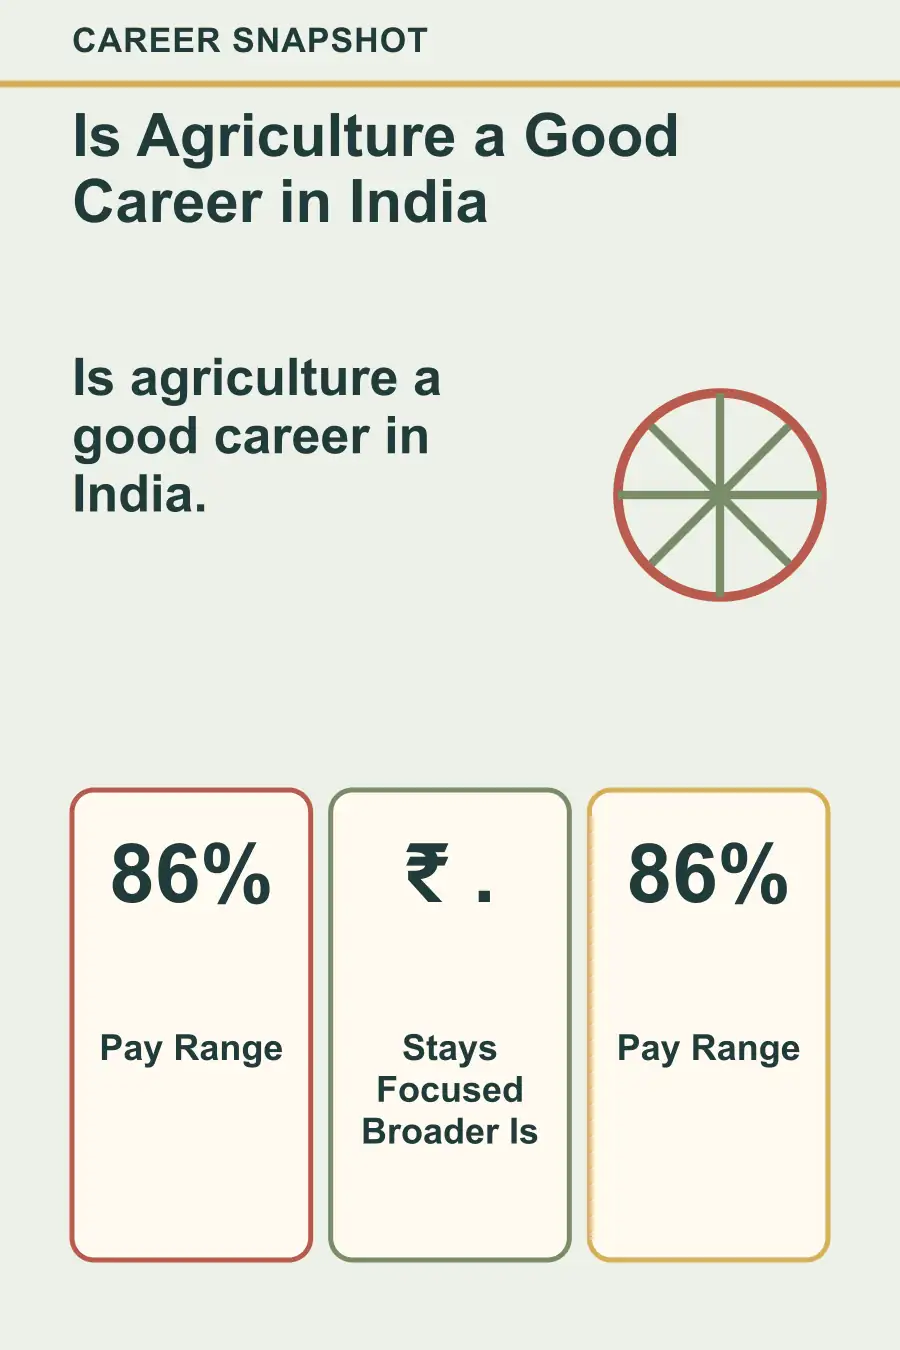 CAREER SNAPSHOT
Is Agriculture a Good
Career in India
Is agriculture a
good career in
India.
86%
Pay Range
₹ .
Stays
Focused
Broader Is
86%
Pay Range